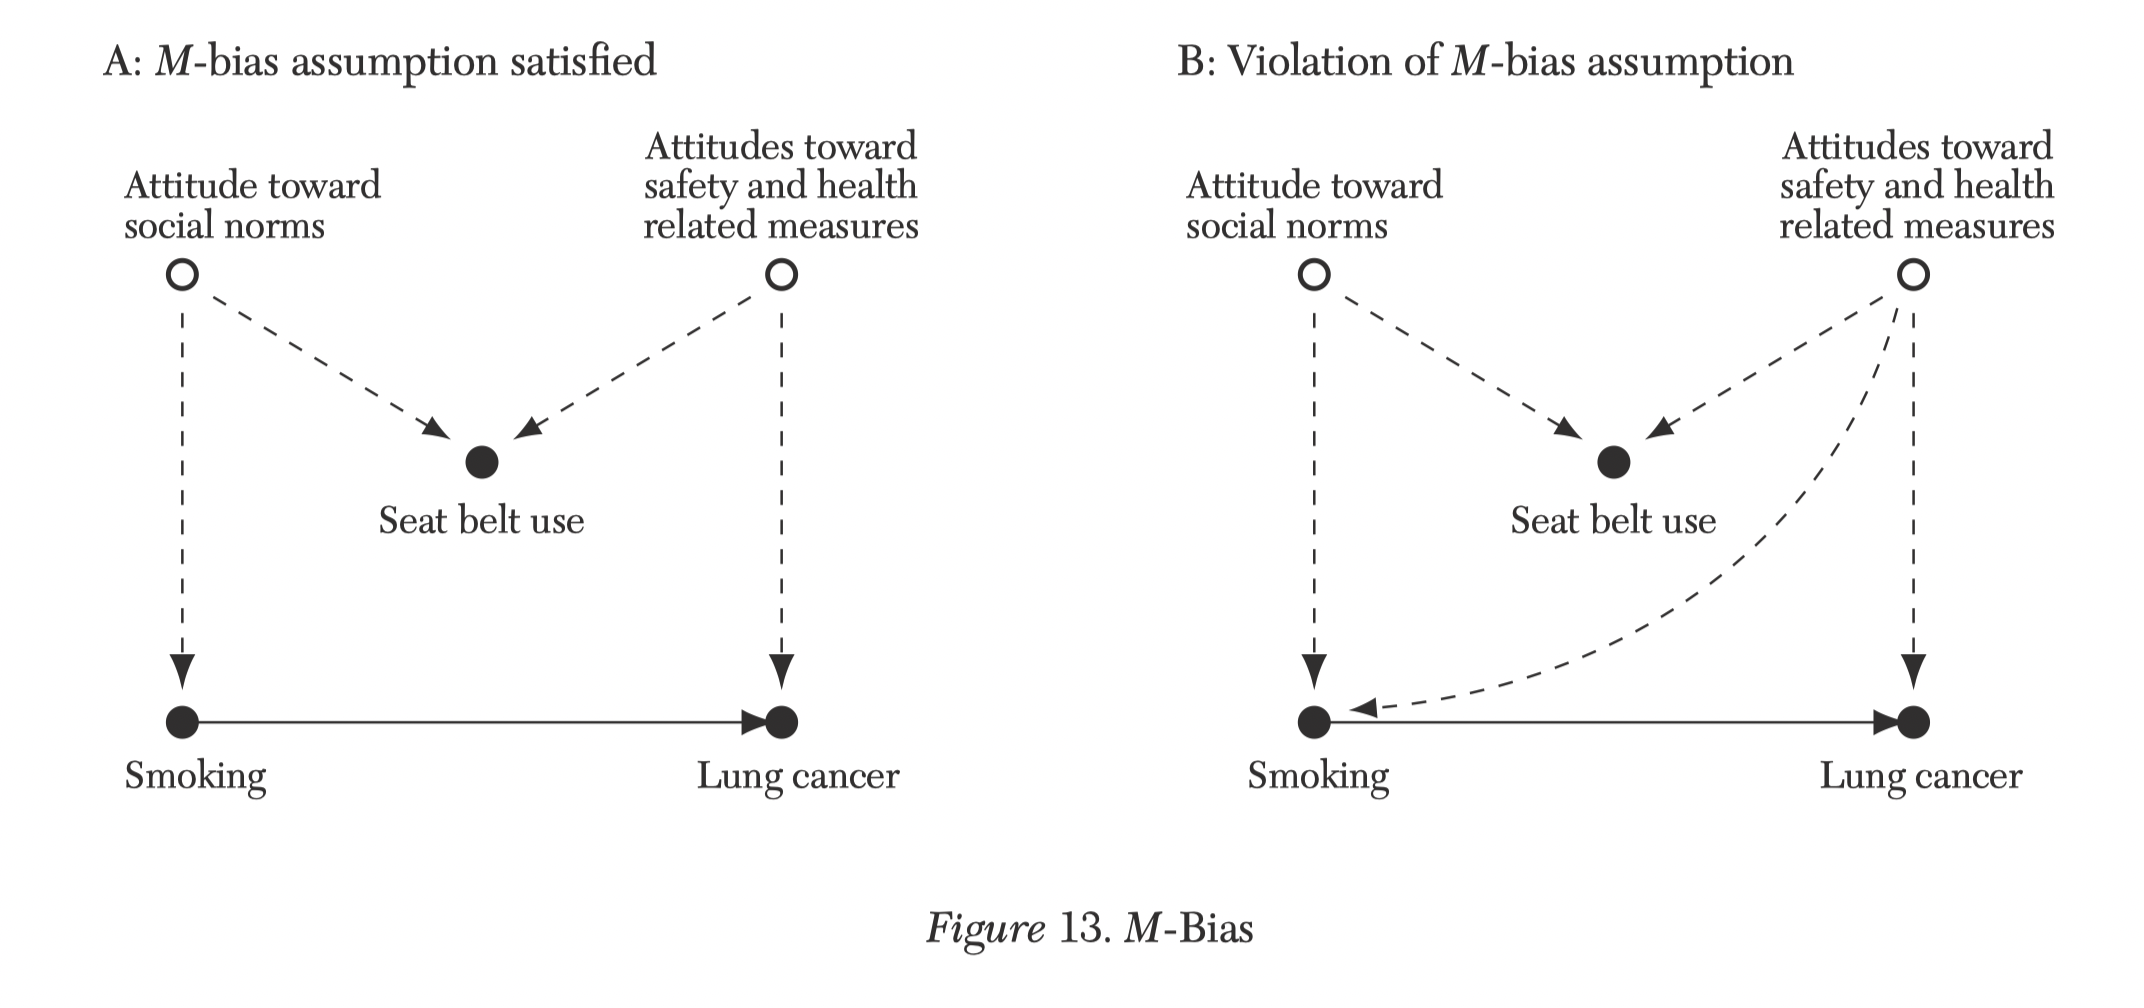 A: M-bias assumption satisfied
Attitude toward
social norms
Attitudes toward
safety and health
related measures
Seat belt use
Smoking
Lung cancer
B: Violation of M-bias assumption
Attitude toward
social norms
Attitudes toward
safety and health
related measures
Seat belt use
Smoking
Lung cancer
Figure 13. M-Bias